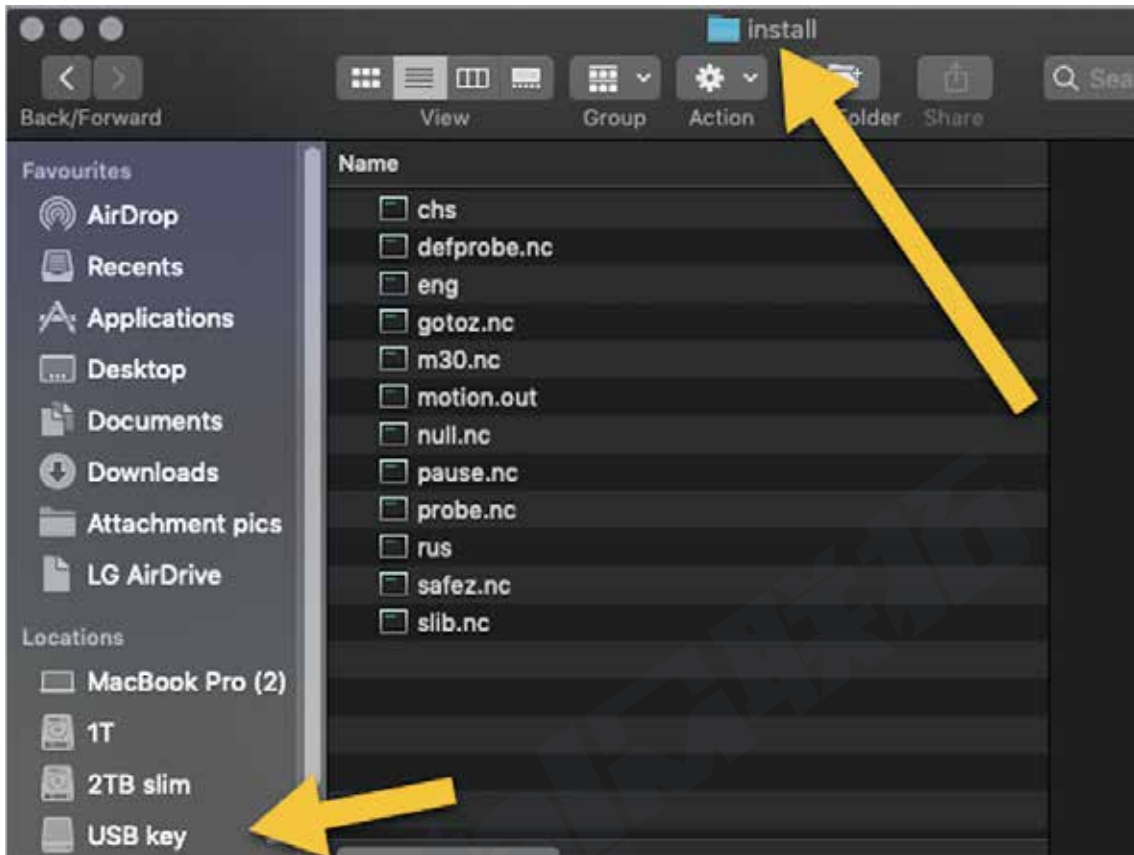 install
Back/Forward
View
Group
Action
Share
Sea
Favourites
AirDrop
Recents
Applications
Desktop
Documents
Downloads
Attachment pics
LG AirDrive
Locations
MacBook Pro (2)
1T
2TB slim
USB key
Name
chs
defprobe.nc
eng
gotoz.nc
m30.nc
motion.out
null.nc
pause.nc
probe.nc
rus
safez.nc
slib.nc